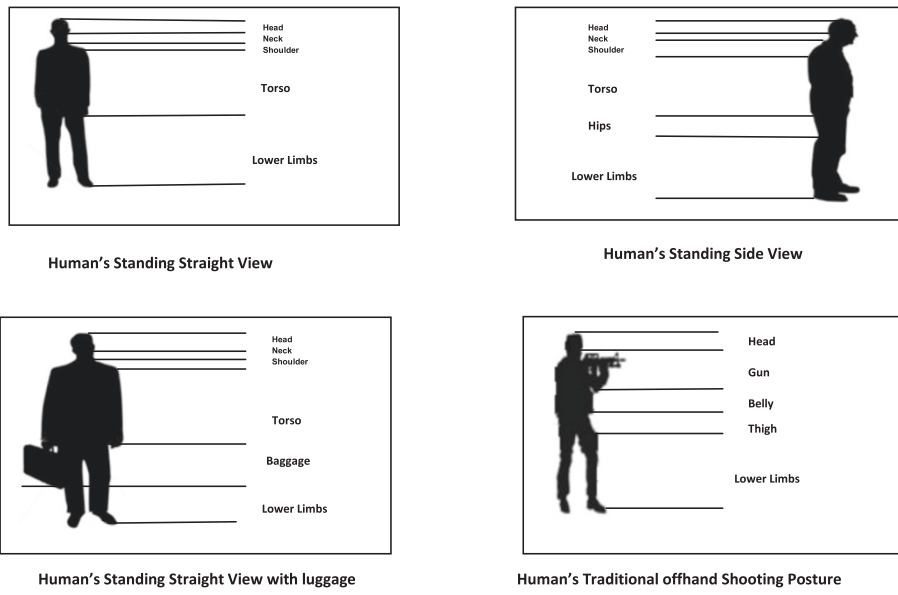 Head
Neck
Shoulder
Torso
Lower Limbs
Human's Standing Straight View
Head
Neck
Shoulder
Torso
Hips
Lower Limbs
Human's Standing Side View
Head
Neck
Shoulder
Torso
Baggage
Lower Limbs
Human's Standing Straight View with luggage
Head
Gun
Belly
Thigh
Lower Limbs
Human's Traditional offhand Shooting Posture